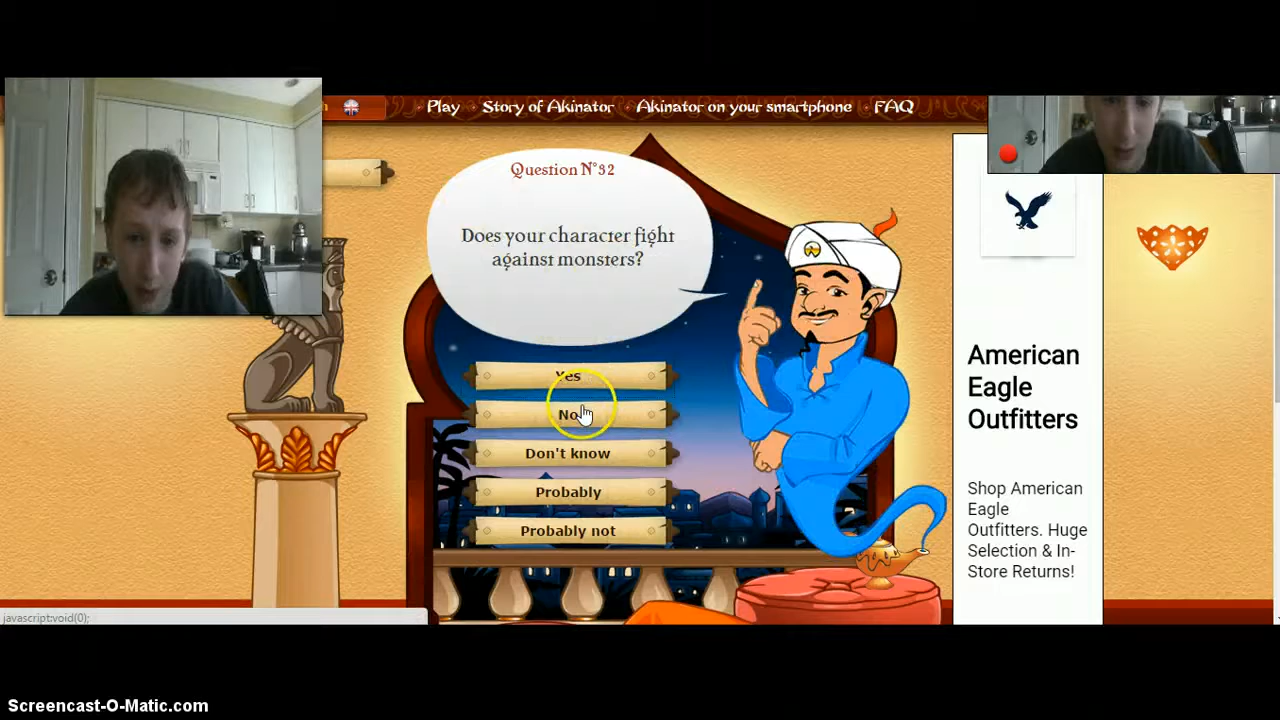 Play · Story of Akinator · Akinator on your smartphone · FAQ
Question N°32
Does your character fight
against monsters?
Yes
No
Don't know
Probably
Probably not
American
Eagle
Outfitters
Shop American
Eagle
Outfitters. Huge
Selection & In-
Store Returns!
javascript:void(0);
Screencast-O-Matic.com